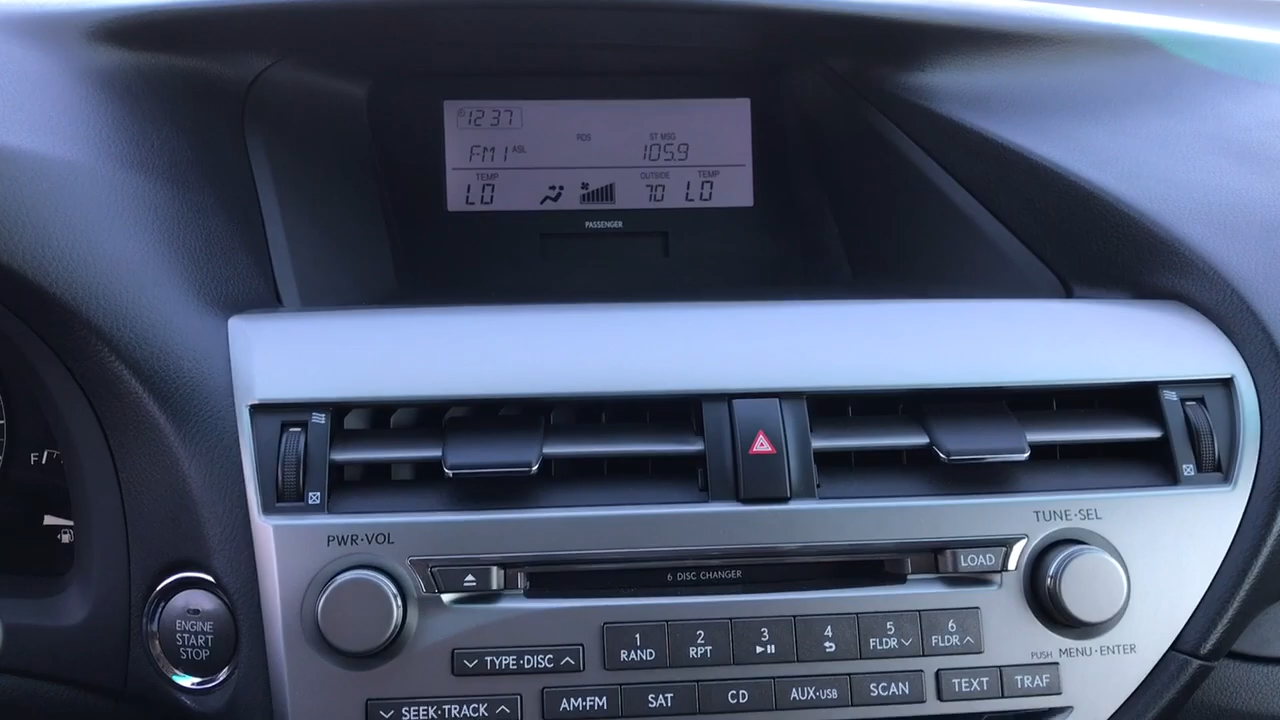 12:37
RDS ST MSG
FM1 ASL 105.9
TEMP OUTSIDE TEMP
LO 70 LO
PASSENGER
F
PWR·VOL
TUNE·SEL
6 DISC CHANGER
LOAD
ENGINE
START
STOP
1 RAND
2 RPT
3
4
5 FLDR
6 FLDR
TYPE·DISC
PUSH MENU·ENTER
SEEK·TRACK
AM·FM
SAT
CD
AUX·USB
SCAN
TEXT
TRAF